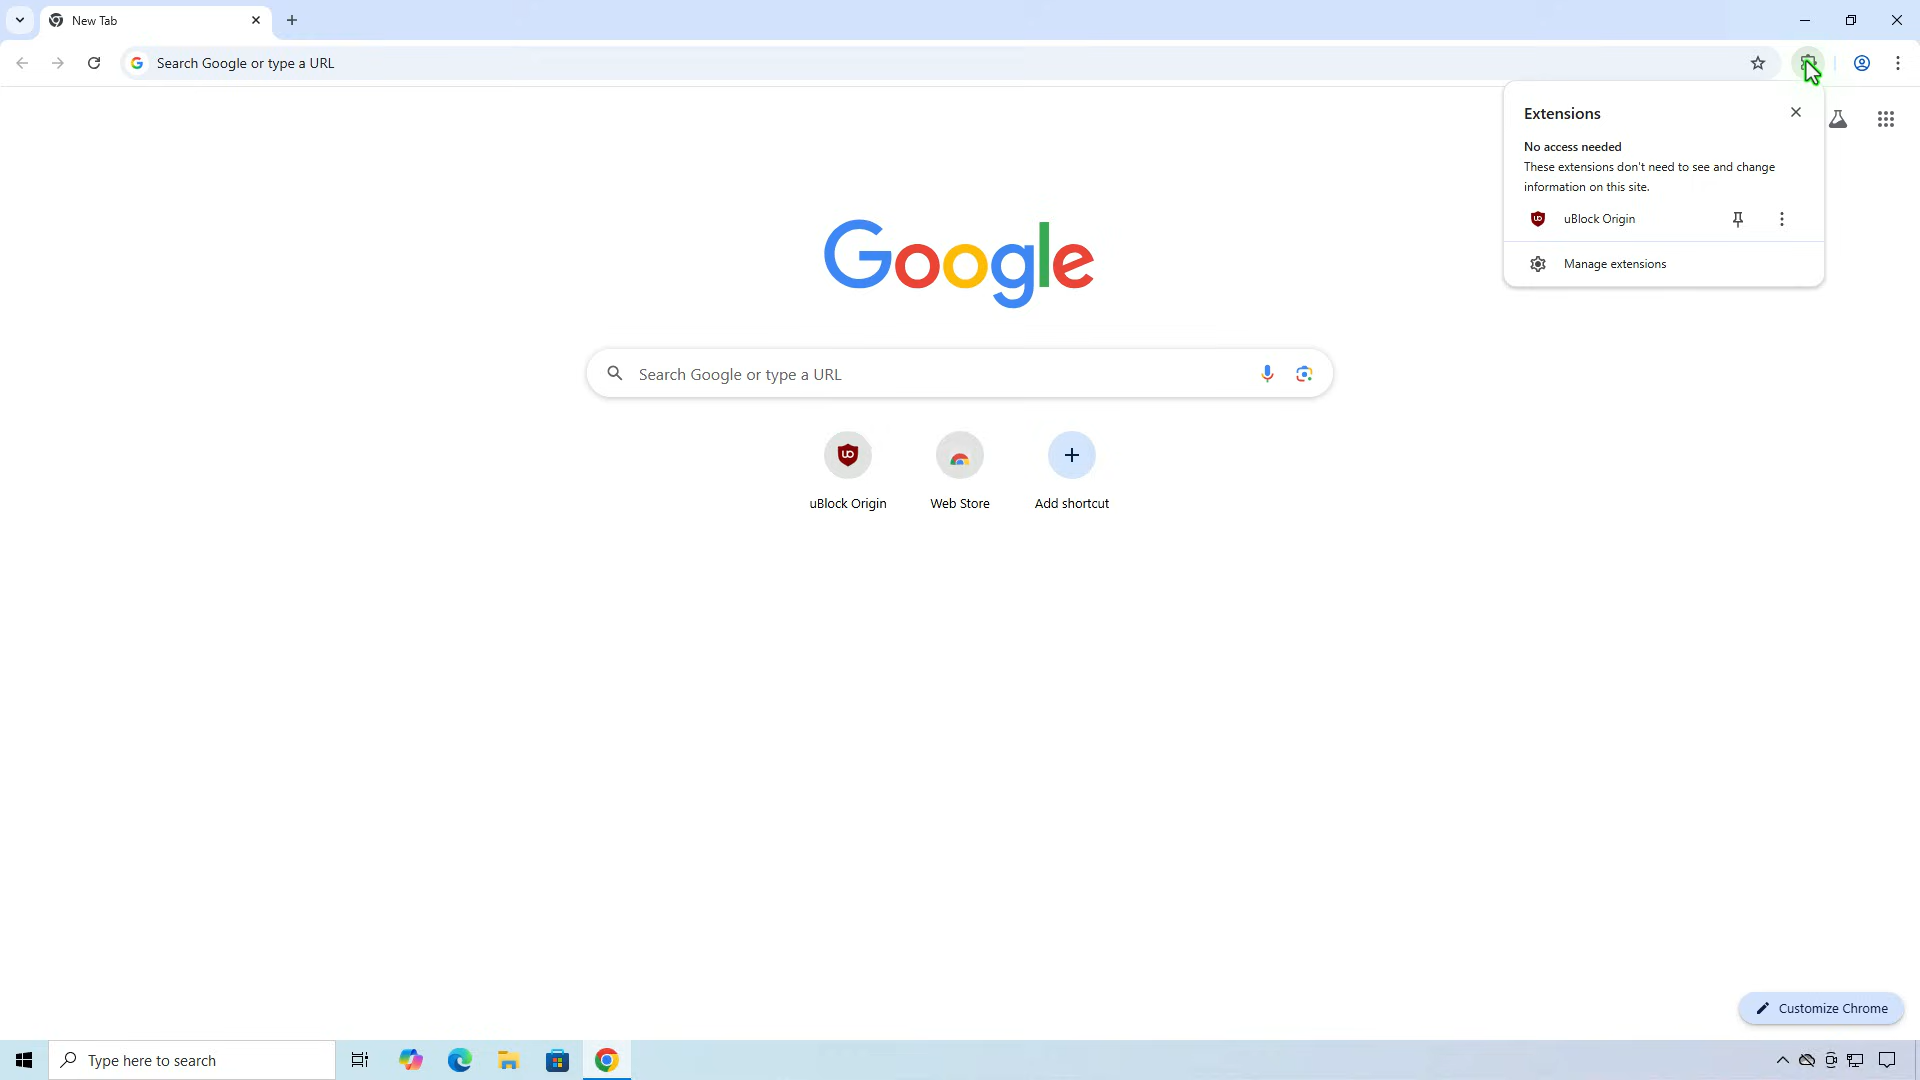 New Tab
Search Google or type a URL
Extensions
No access needed
These extensions don't need to see and change
information on this site.
uBlock Origin
Manage extensions
Google
Search Google or type a URL
uBlock Origin
Web Store
Add shortcut
Customize Chrome
Type here to search